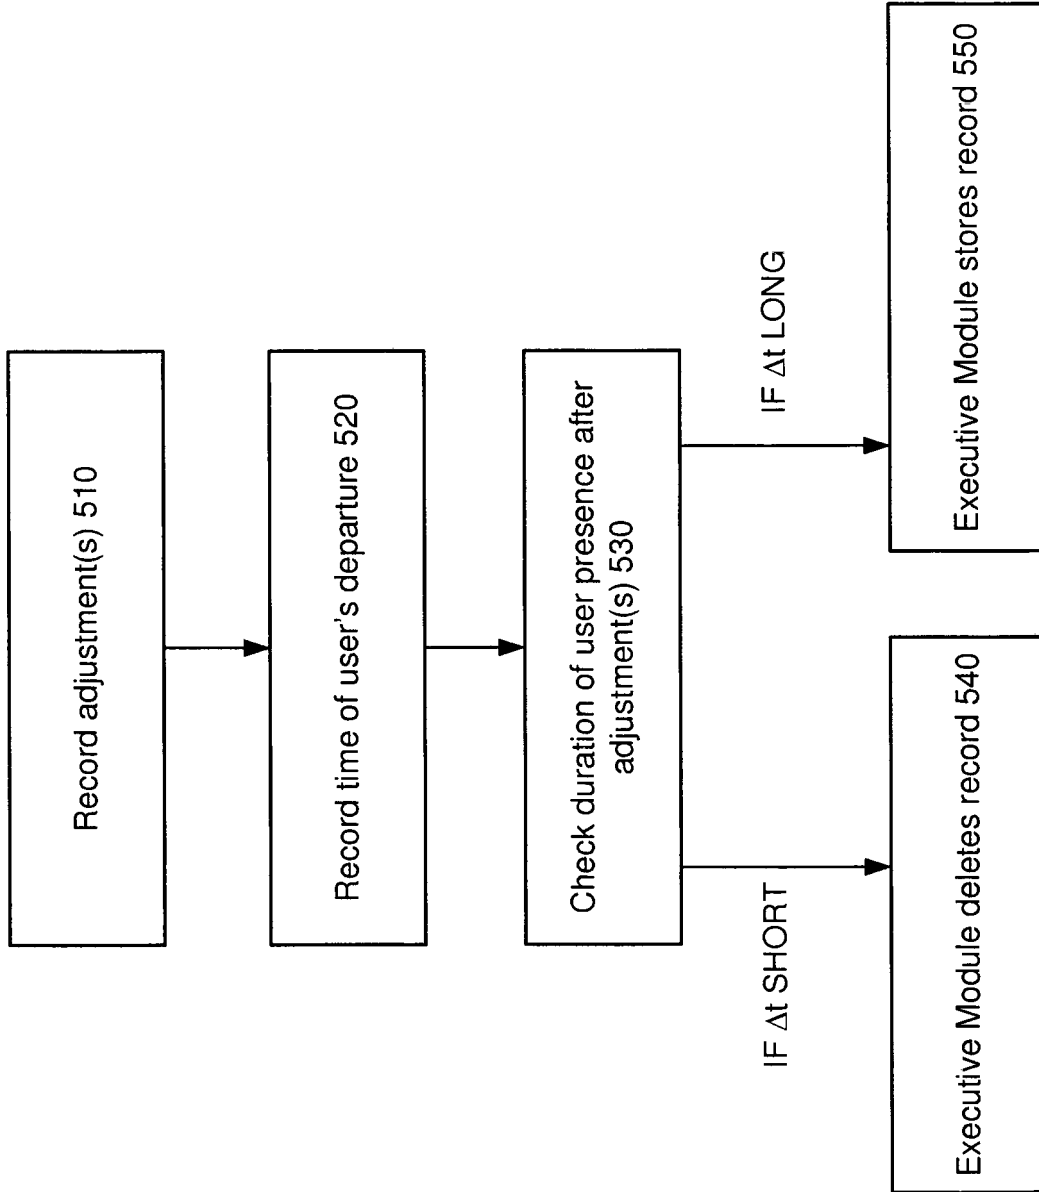 Record adjustment(s) 510
Record time of user's departure 520
Check duration of user presence after
adjustment(s) 530
IF Δt SHORT
IF Δt LONG
Executive Module deletes record 540
Executive Module stores record 550